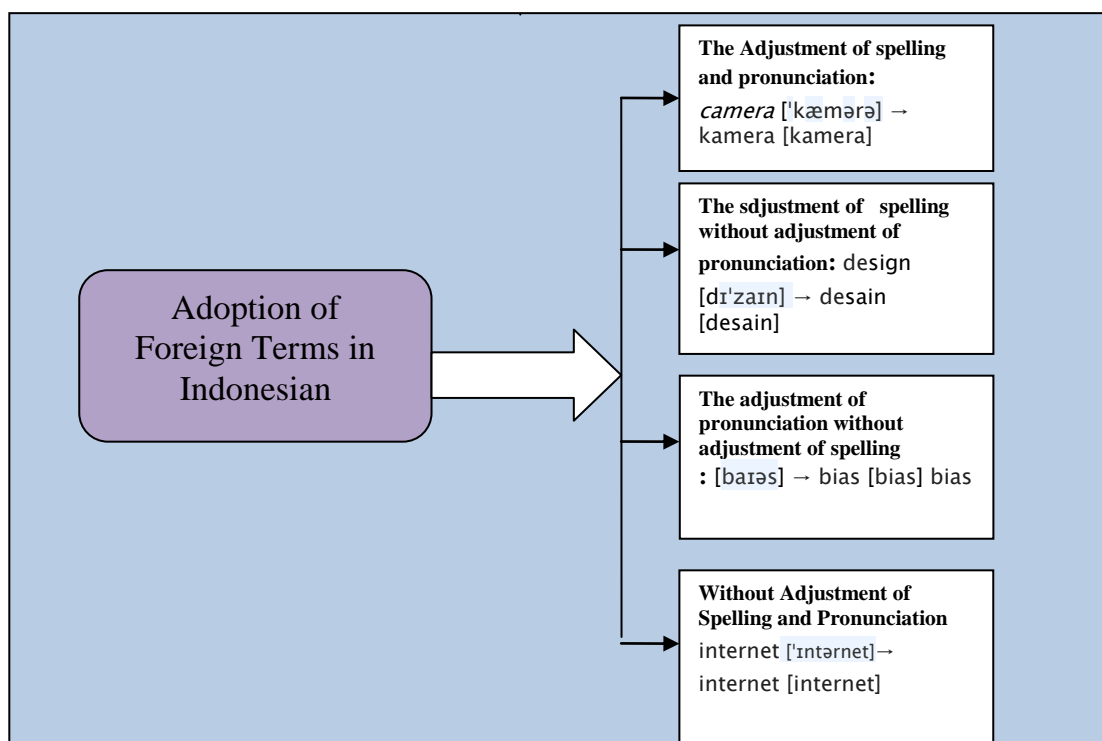 Adoption of
Foreign Terms in
Indonesian
The Adjustment of spelling
and pronunciation:
camera ['kæmərə] →
kamera [kamera]
The sdjustment of spelling
without adjustment of
pronunciation: design
[dɪ'zaɪn] → desain
[desain]
The adjustment of
pronunciation without
adjustment of spelling
: [baɪəs] → bias [bias] bias
Without Adjustment of
Spelling and Pronunciation
internet ['ɪntərnet]→
internet [internet]